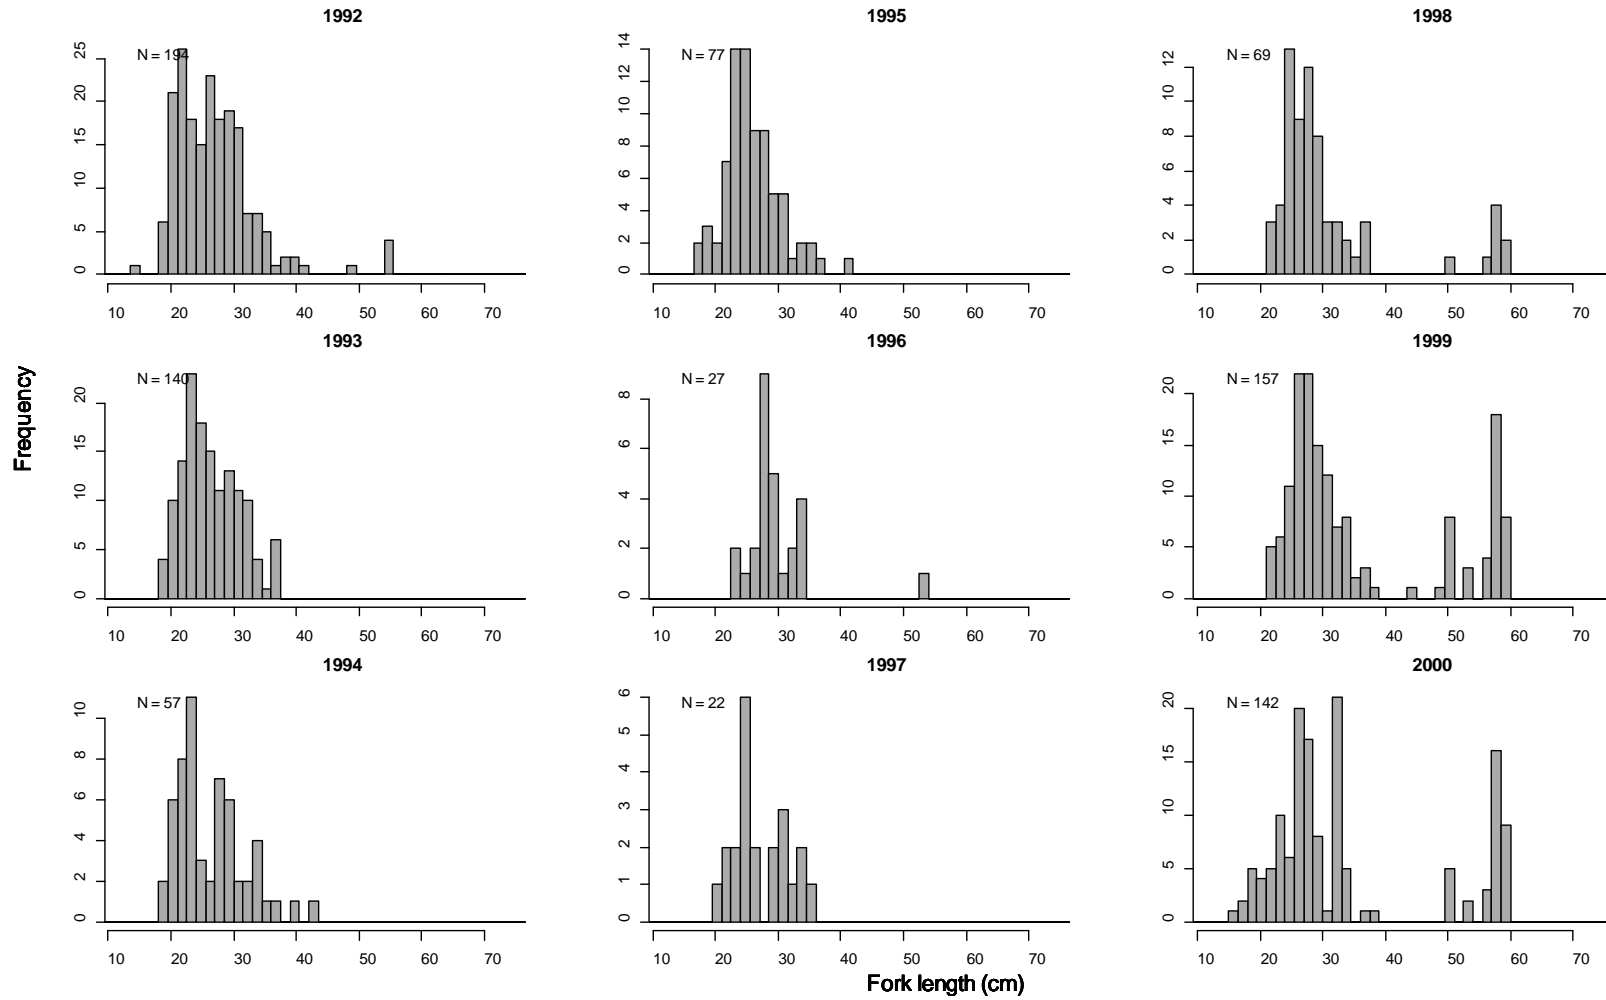 1992
N = 194
0 5 10 15 20 25
10 20 30 40 50 60 70
1995
N = 77
0 2 4 6 8 10 12 14
10 20 30 40 50 60 70
1998
N = 69
0 2 4 6 8 12
10 20 30 40 50 60 70
Frequency
1993
N = 140
0 5 10 15 20
10 20 30 40 50 60 70
1996
N = 27
0 2 4 6 8
10 20 30 40 50 60 70
1999
N = 157
0 5 10 15 20
10 20 30 40 50 60 70
1994
N = 57
0 2 4 6 8 10
10 20 30 40 50 60 70
1997
N = 22
0 1 2 3 4 5 6
10 20 30 40 50 60 70
2000
N = 142
0 5 10 15 20
10 20 30 40 50 60 70
Fork length (cm)